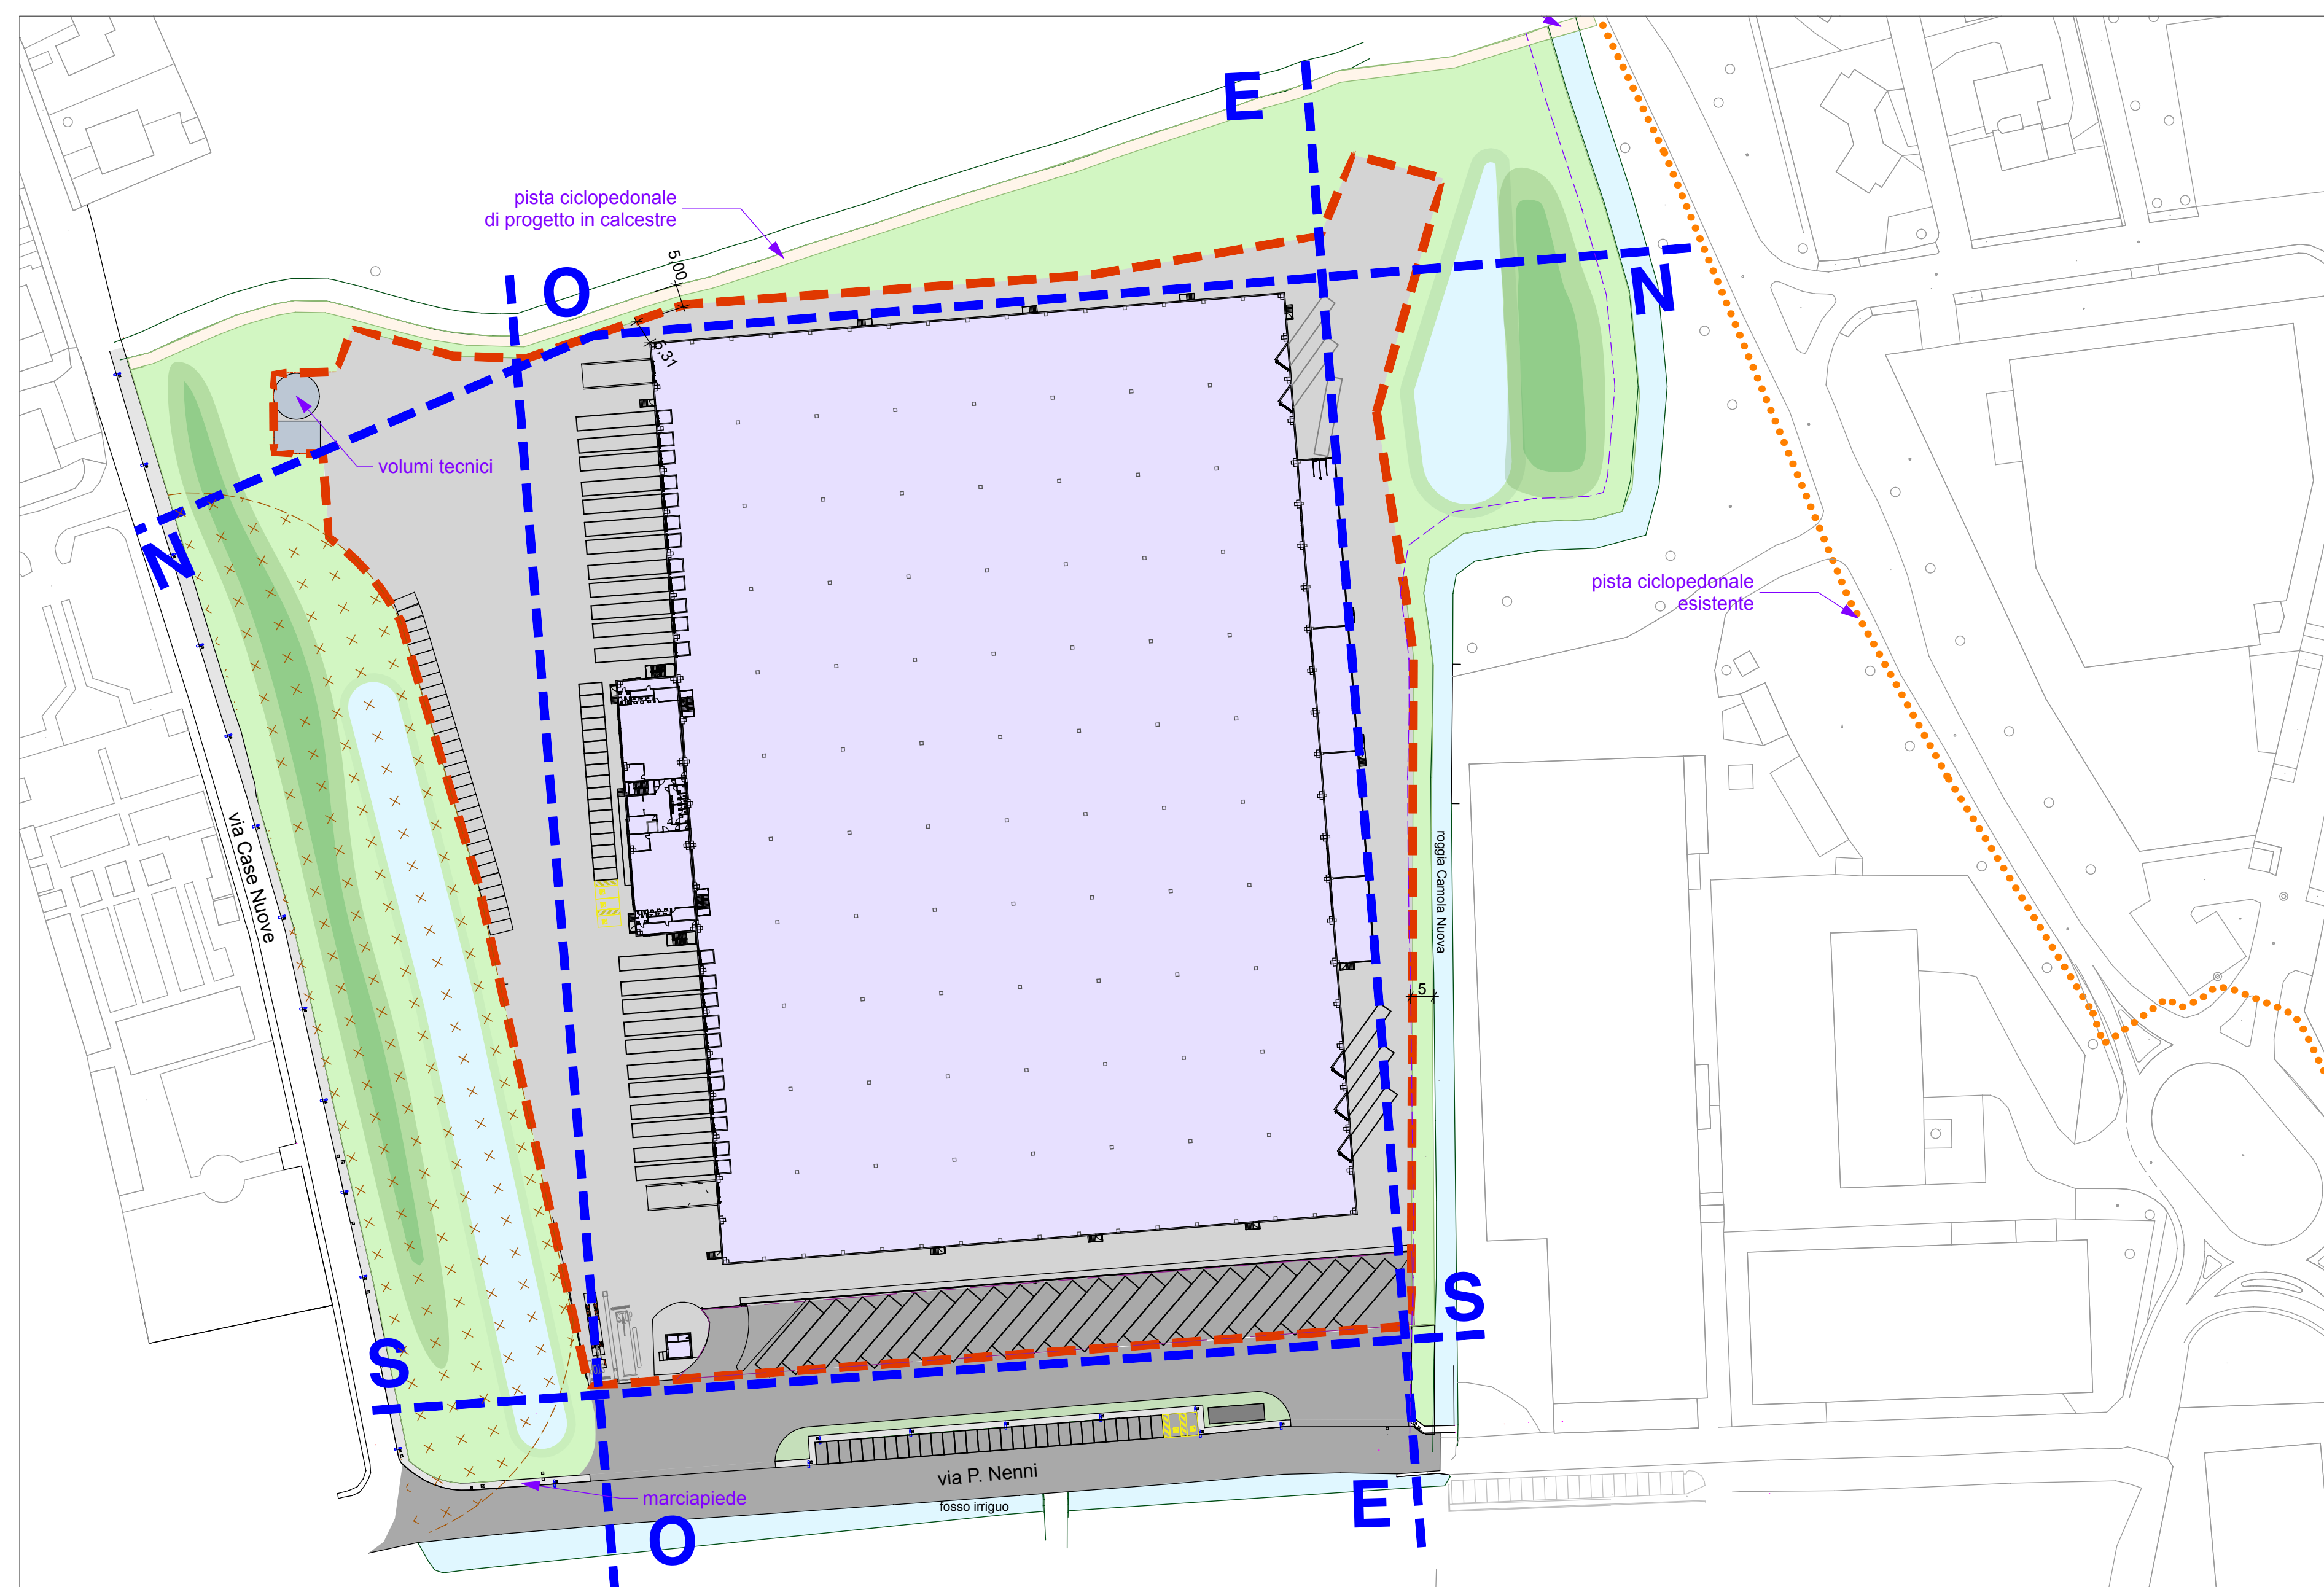 E
pista ciclopedonale
di progetto in calcestre
5,00
O
N
5,31
volumi tecnici
N
pista ciclopedonale
esistente
via Case Nuove
roggia Camola Nuova
5
S
S
via P. Nenni
fosso irriguo
marciapiede
E
O